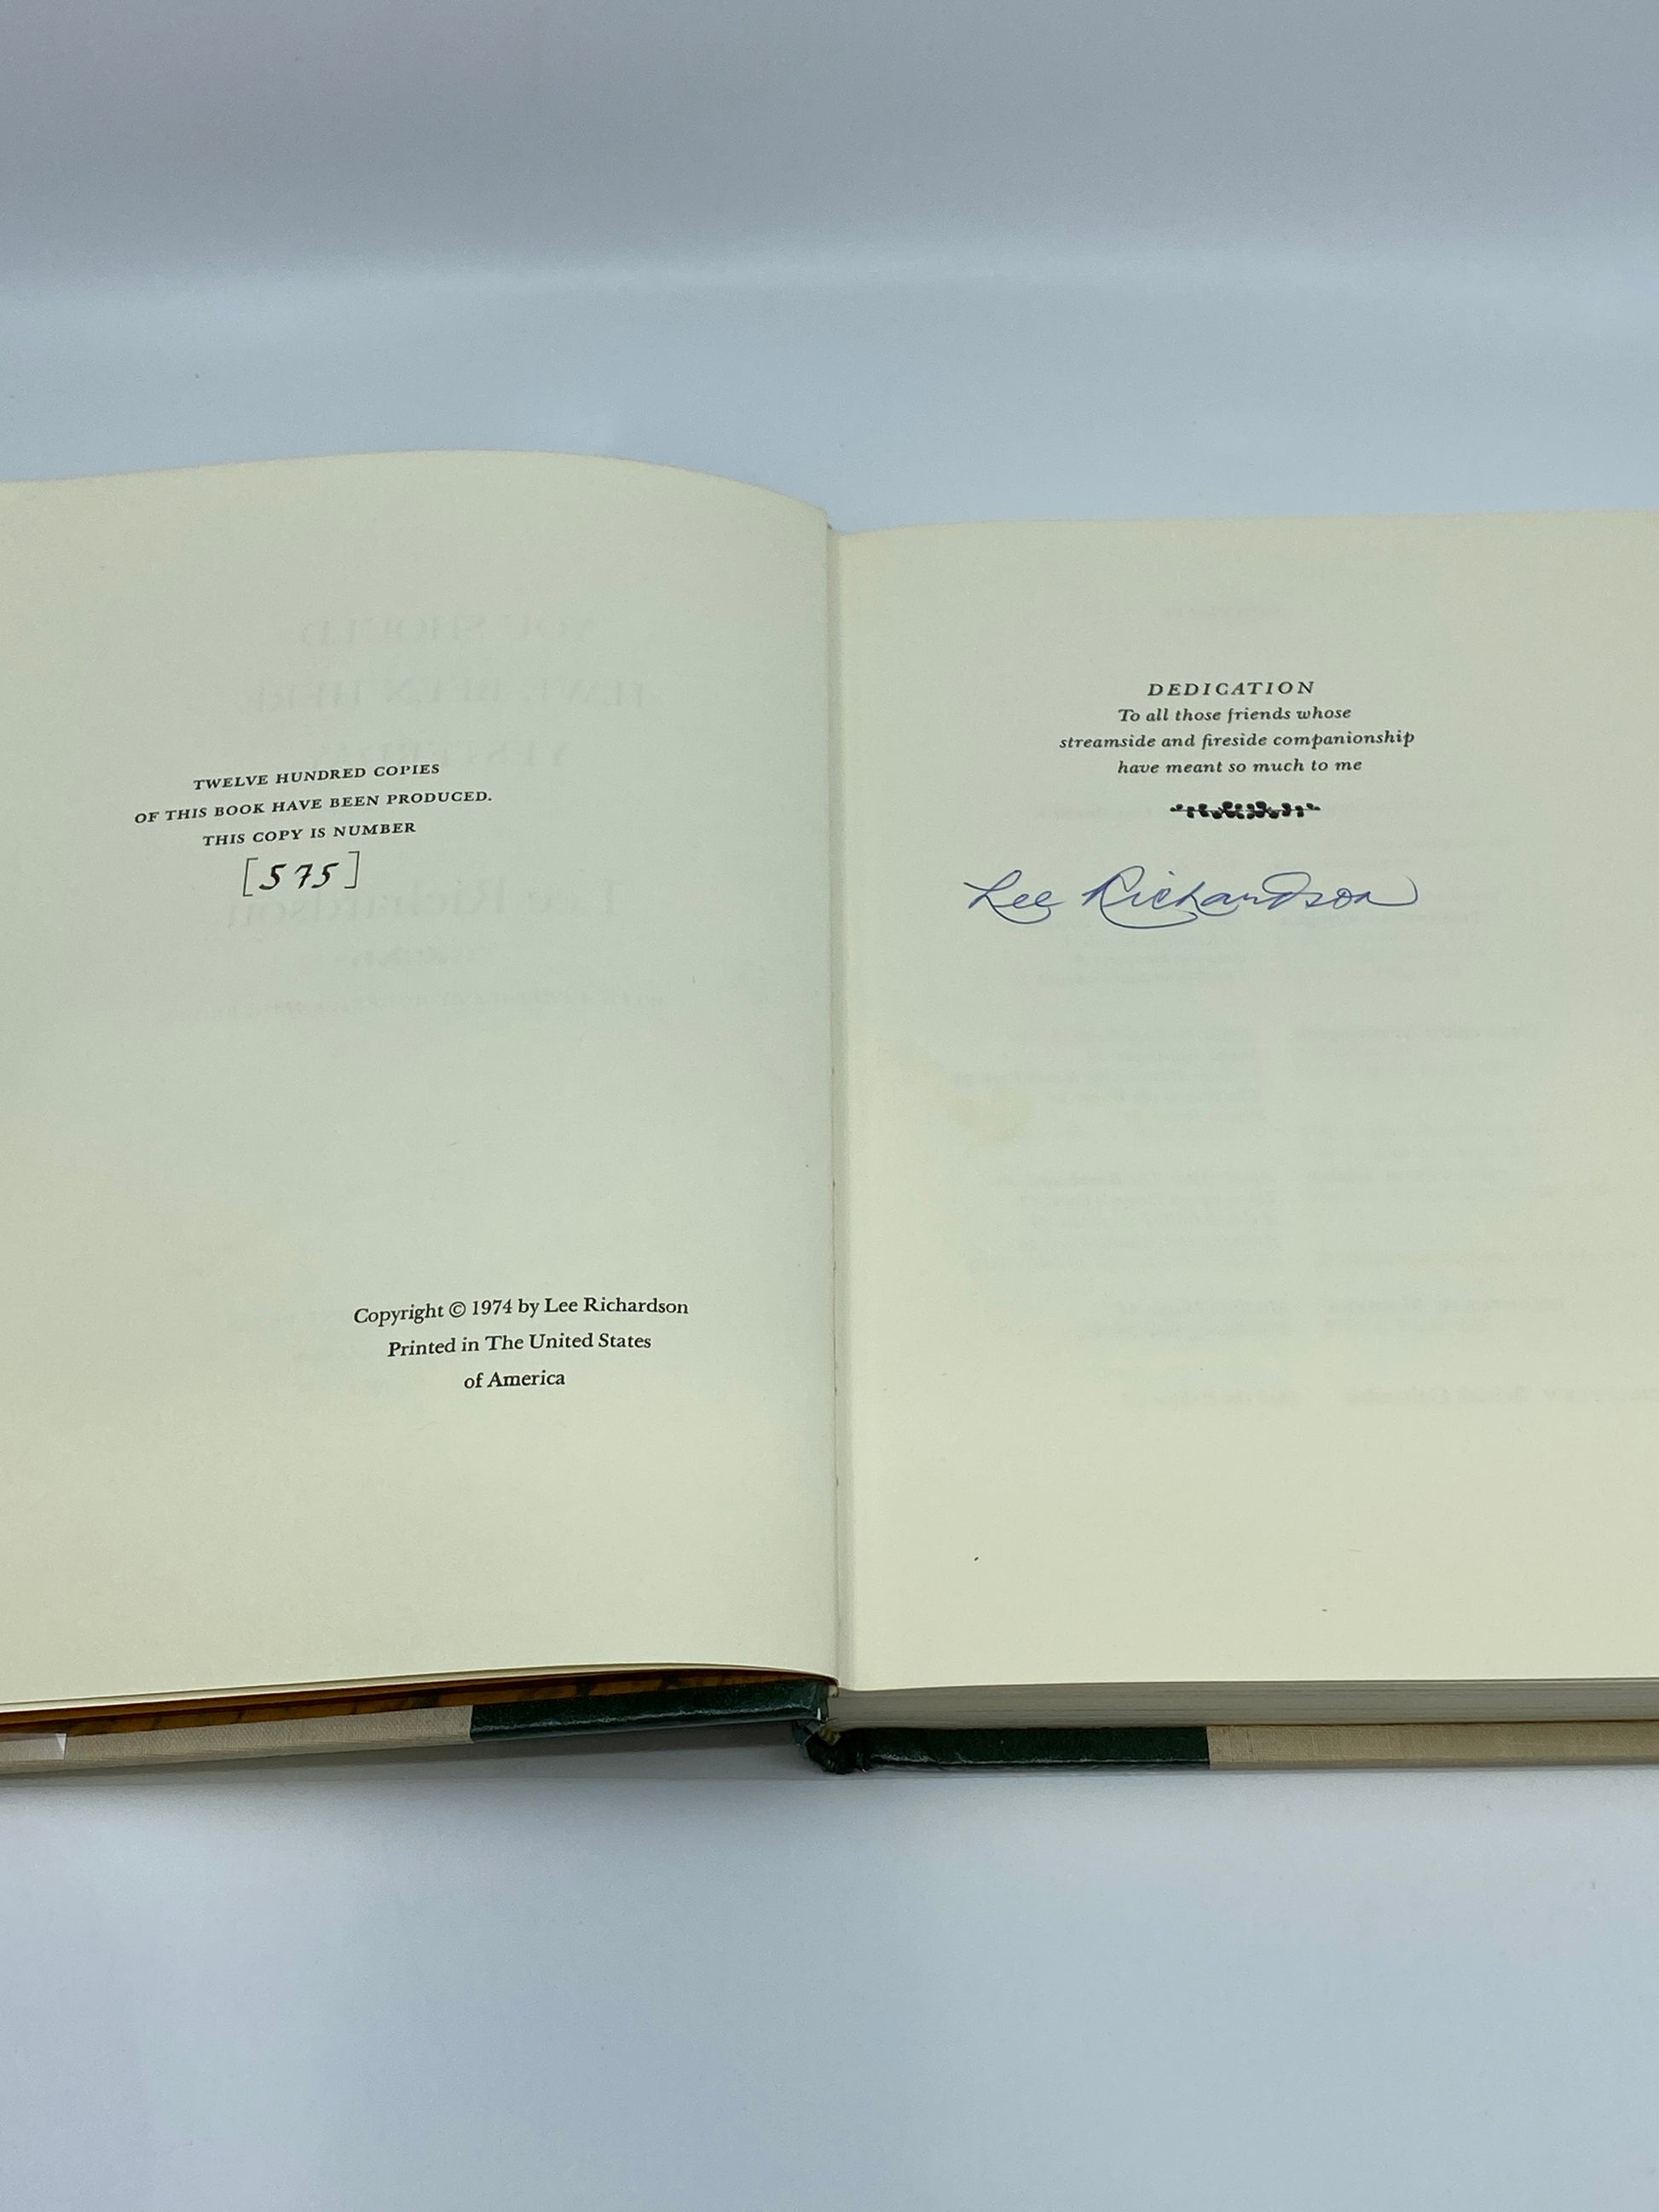 TWELVE HUNDRED COPIES
OF THIS BOOK HAVE BEEN PRODUCED.
THIS COPY IS NUMBER
[575]
Copyright © 1974 by Lee Richardson
Printed in The United States
of America
DEDICATION
To all those friends whose
streamside and fireside companionship
have meant so much to me
Lee Richardson